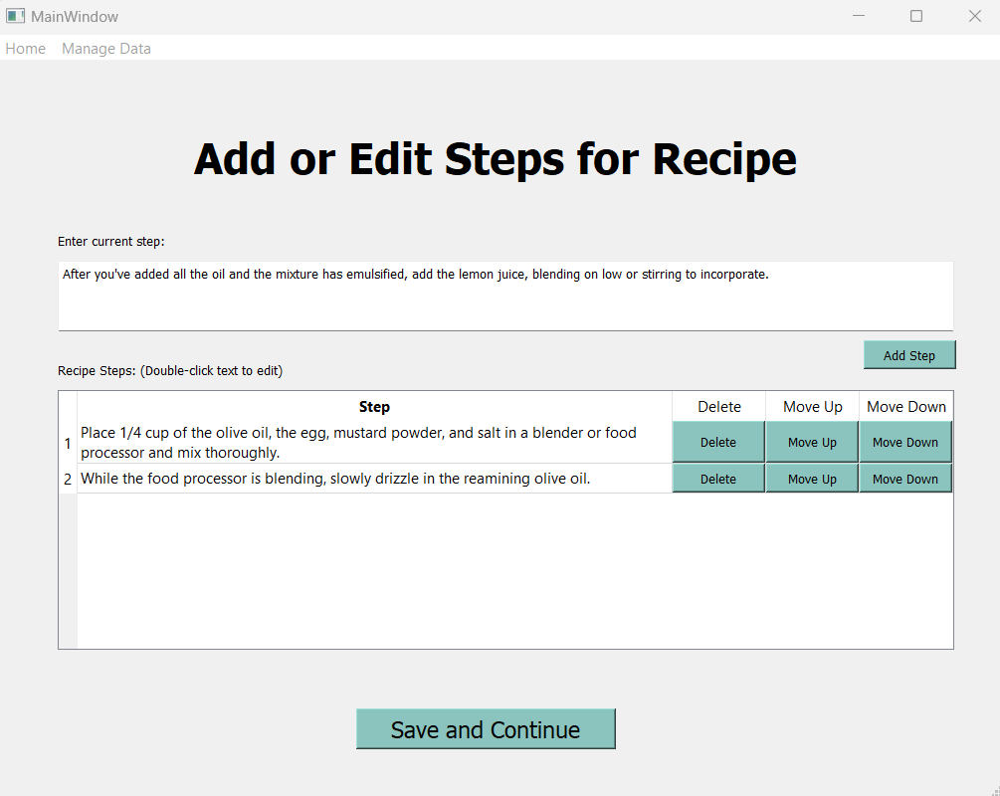 MainWindow
Home Manage Data
Add or Edit Steps for Recipe
Enter current step:
After you've added all the oil and the mixture has emulsified, add the lemon juice, blending on low or stirring to incorporate.
Add Step
Recipe Steps: (Double-click text to edit)
Step Delete Move Up Move Down
1 Place 1/4 cup of the olive oil, the egg, mustard powder, and salt in a blender or food
processor and mix thoroughly.
Delete Move Up Move Down
2 While the food processor is blending, slowly drizzle in the reamining olive oil. Delete Move Up Move Down
Save and Continue